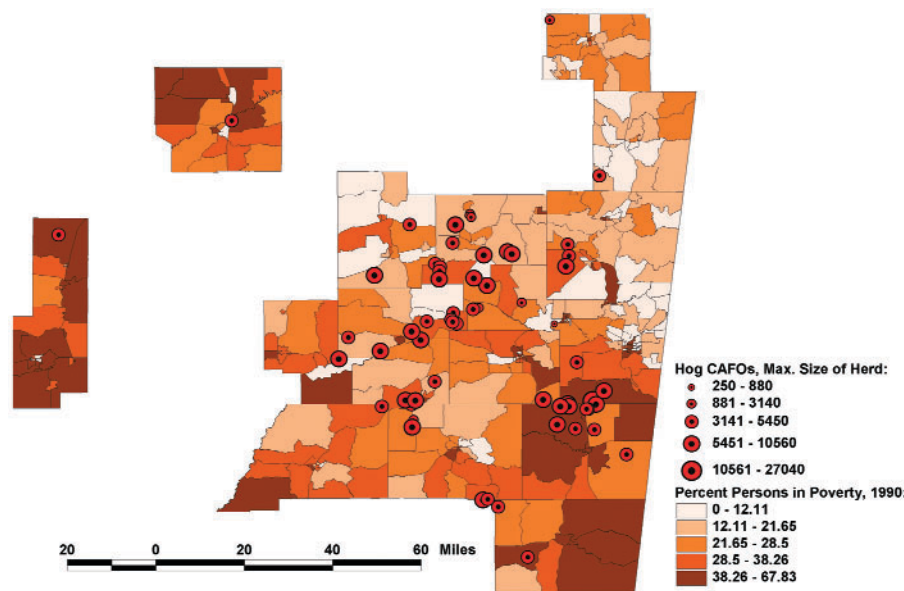 Hog CAFOs, Max. Size of Herd:
250 - 880
881 - 3140
3141 - 5450
5451 - 10560
10561 - 27040
Percent Persons in Poverty, 1990:
0 - 12.11
12.11 - 21.65
21.65 - 28.5
28.5 - 38.26
38.26 - 67.83
20 0 20 40 60 Miles